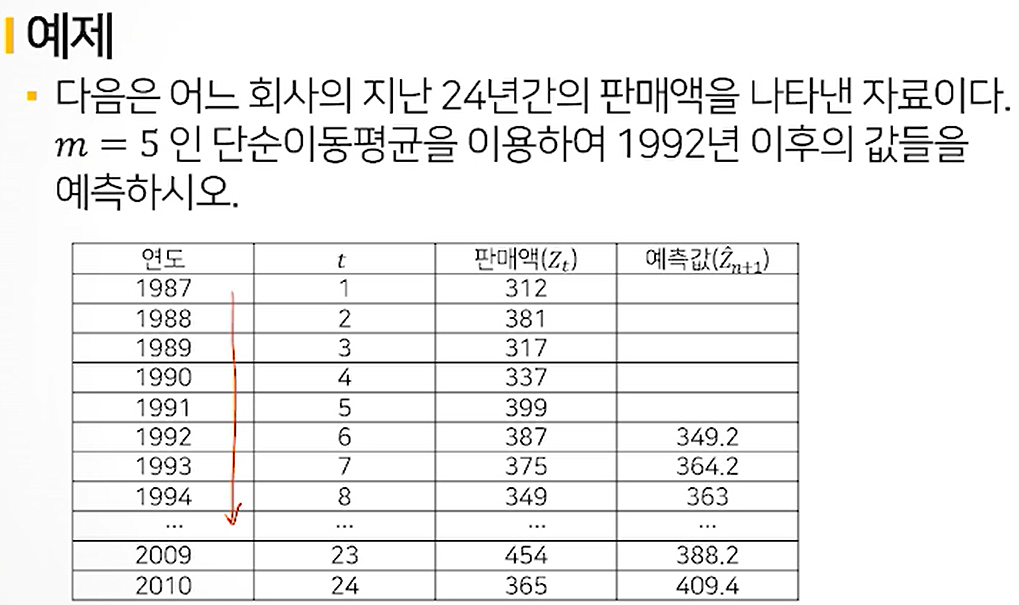 예제
▪ 다음은 어느 회사의 지난 24년간의 판매액을 나타낸 자료이다.
m = 5 인 단순이동평균을 이용하여 1992년 이후의 값들을
예측하시오.
연도 t 판매액(Z_t) 예측값(Ẑ_{n+1})
1987 1 312
1988 2 381
1989 3 317
1990 4 337
1991 5 399
1992 6 387 349.2
1993 7 375 364.2
1994 8 349 363
... ... ... ...
2009 23 454 388.2
2010 24 365 409.4